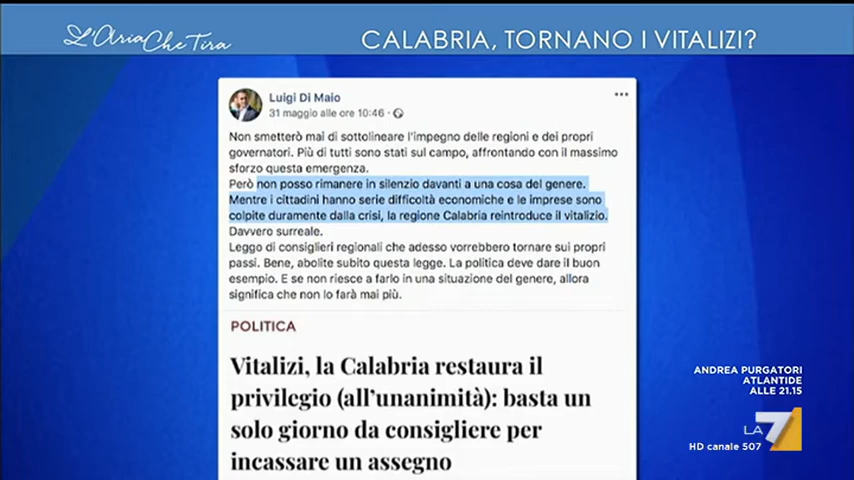 L'Aria Che Tira
CALABRIA, TORNANO I VITALIZI?
Luigi Di Maio
31 maggio alle ore 10:46 ·
Non smetterò mai di sottolineare l'impegno delle regioni e dei propri
governatori. Più di tutti sono stati sul campo, affrontando con il massimo
sforzo questa emergenza.
Però non posso rimanere in silenzio davanti a una cosa del genere.
Mentre i cittadini hanno serie difficoltà economiche e le imprese sono
colpite duramente dalla crisi, la regione Calabria reintroduce il vitalizio.
Davvero surreale.
Leggo di consiglieri regionali che adesso vorrebbero tornare sui propri
passi. Bene, abolite subito questa legge. La politica deve dare il buon
esempio. E se non riesce a farlo in una situazione del genere, allora
significa che non lo farà mai più.
POLITICA
Vitalizi, la Calabria restaura il
privilegio (all'unanimità): basta un
solo giorno da consigliere per
incassare un assegno
ANDREA PURGATORI
ATLANTIDE
ALLE 21.15
LA 7
HD canale 507